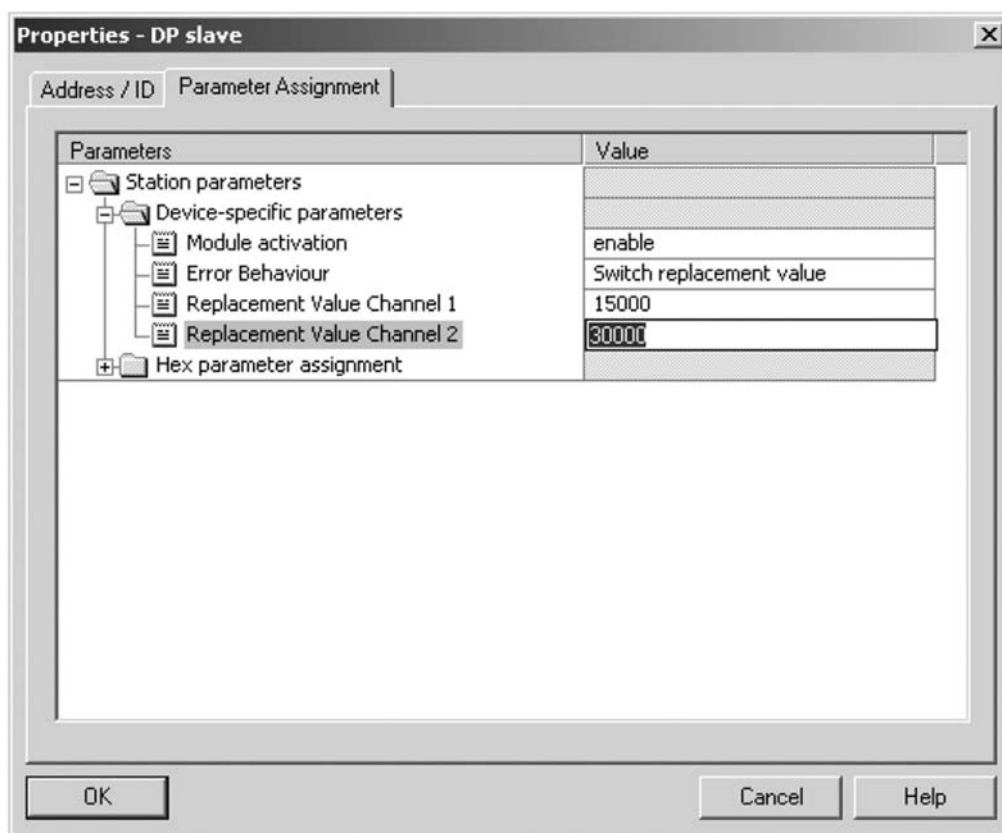 Properties - DP slave
Address / ID Parameter Assignment
Parameters Value
Station parameters
Device-specific parameters
Module activation enable
Error Behaviour Switch replacement value
Replacement Value Channel 1 15000
Replacement Value Channel 2 30000
Hex parameter assignment
OK Cancel Help